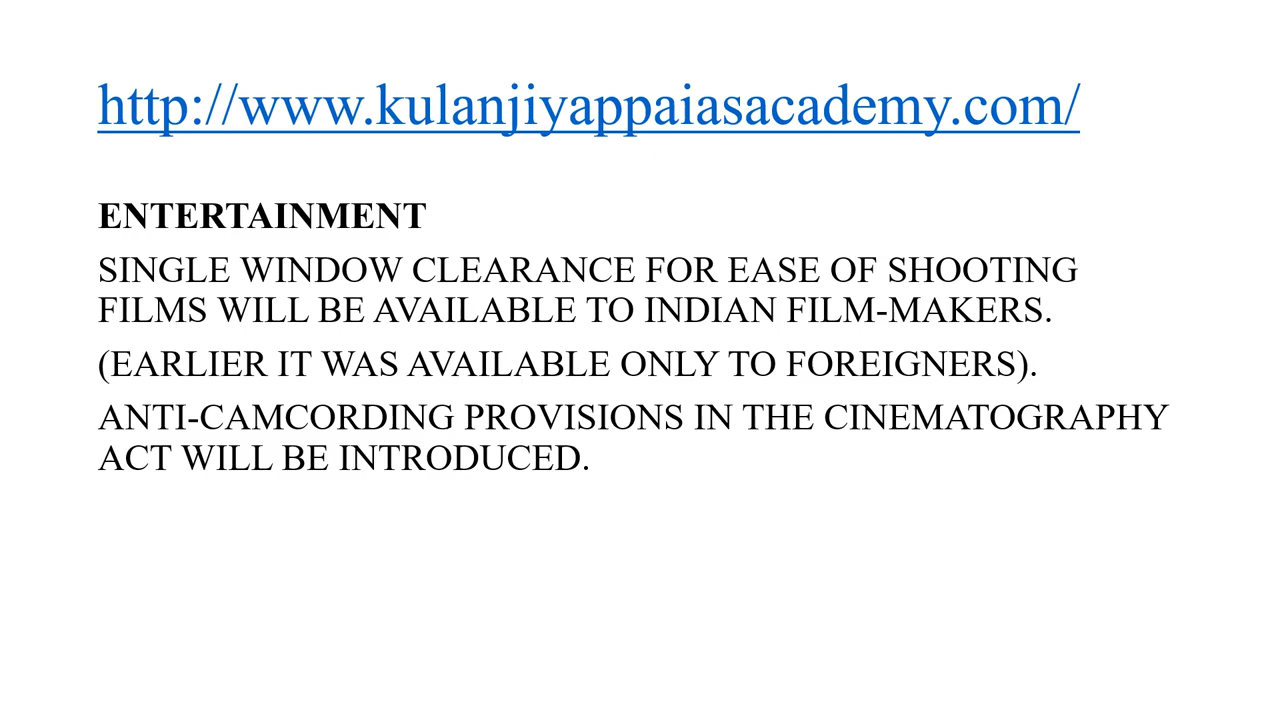 http://www.kulanjiyappaiasacademy.com/
ENTERTAINMENT
SINGLE WINDOW CLEARANCE FOR EASE OF SHOOTING
FILMS WILL BE AVAILABLE TO INDIAN FILM-MAKERS.
(EARLIER IT WAS AVAILABLE ONLY TO FOREIGNERS).
ANTI-CAMCORDING PROVISIONS IN THE CINEMATOGRAPHY
ACT WILL BE INTRODUCED.